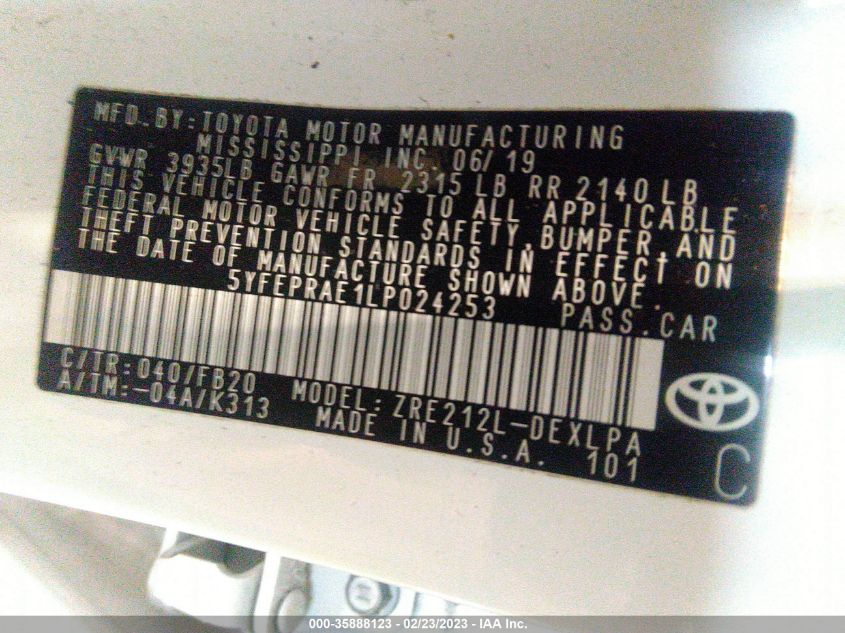 MFD.BY:TOYOTA MOTOR MANUFACTURING
MISSISSIPPI INC. 06/19
GVWR 3935LB GAWR FR 2315 LB RR 2140 LB
THIS VEHICLE CONFORMS TO ALL APPLICABLE
FEDERAL MOTOR VEHICLE SAFETY,BUMPER,AND
THEFT PREVENTION STANDARDS IN EFFECT ON
THE DATE OF MANUFACTURE SHOWN ABOVE.
5YFEPRAE1LP024253 PASS.CAR
C/TR:040/FB20 MODEL:ZRE212L-DEXLPA
A/TM:-04A/K313 MADE IN U.S.A. 101
C
000-35888123 - 02/23/2023 - IAA Inc.